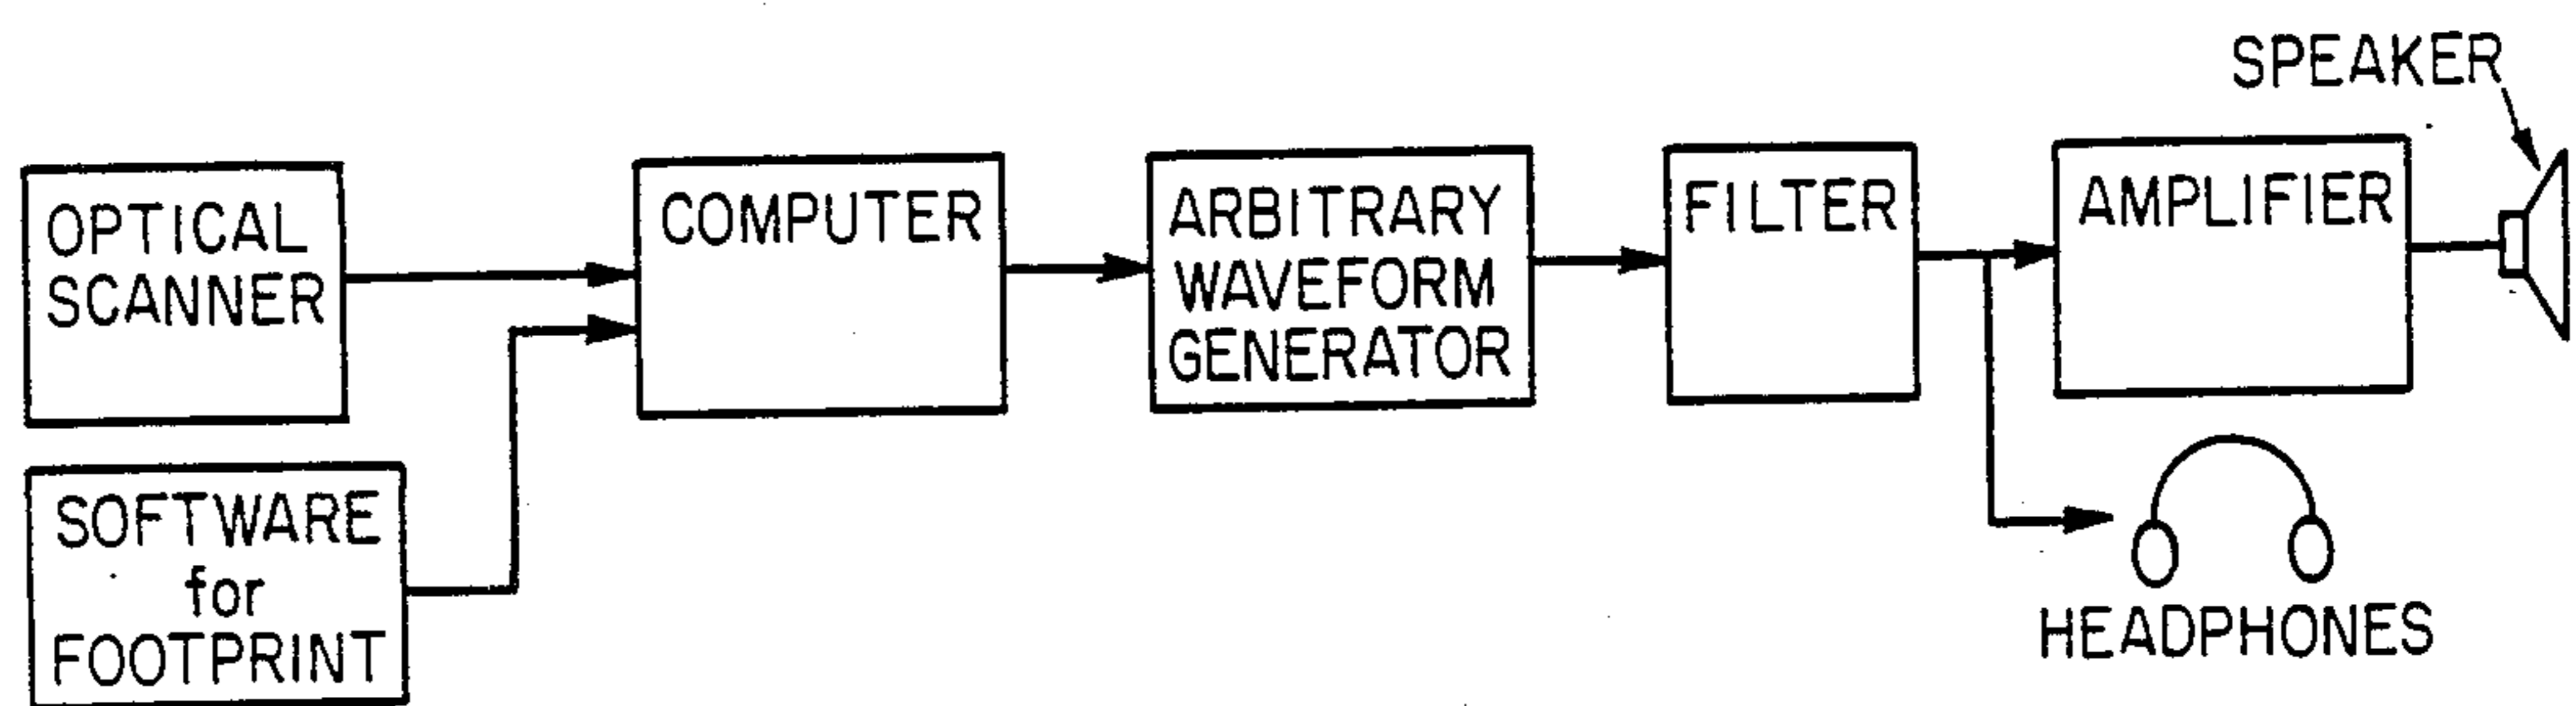 SPEAKER
OPTICAL
SCANNER
COMPUTER
ARBITRARY
WAVEFORM
GENERATOR
FILTER
AMPLIFIER
SOFTWARE
for
FOOTPRINT
HEADPHONES